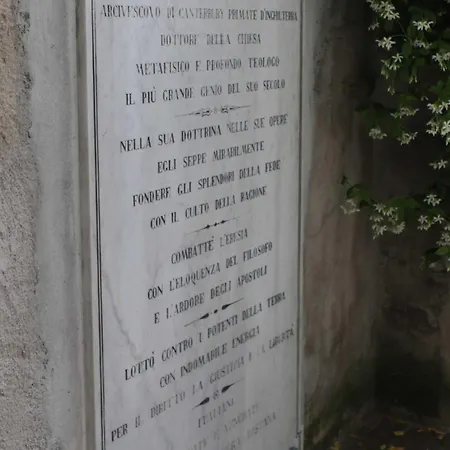 ARCIVESCOVO DI CANTERBURY PRIMATE D'INGHILTERRA
DOTTORE DELLA CHIESA
METAFISICO E PROFONDO TEOLOGO
IL PIÙ GRANDE GENIO DEL SUO SECOLO
NELLA SUA DOTTRINA NELLE SUE OPERE
EGLI SEPPE MIRABILMENTE
FONDERE GLI SPLENDORI DELLA FEDE
CON IL CULTO DELLA RAGIONE
COMBATTÈ L'ERESIA
CON L'ELOQUENZA DEL FILOSOFO
E L'ARDORE DEGLI APOSTOLI
LOTTÒ CONTRO I POTENTI DELLA TERRA
CON INDOMABILE ENERGIA
PER IL DIRITTO LA GIUSTIZIA E LA LIBERTÀ
ITALIANI